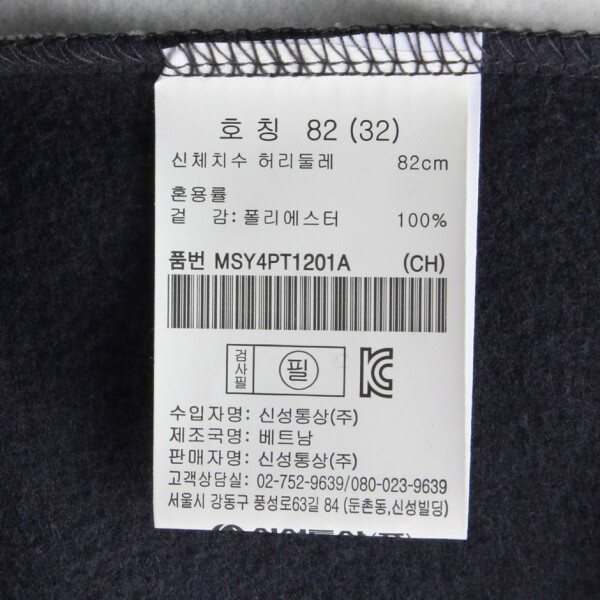 호 칭 82 (32)
신체치수 허리둘레 82cm
혼용률
겉 감: 폴리에스터 100%
품번 MSY4PT1201A (CH)
검사필 필
수입자명: 신성통상(주)
제조국명: 베트남
판매자명: 신성통상(주)
고객상담실: 02-752-9639/080-023-9639
서울시 강동구 풍성로63길 84 (둔촌동,신성빌딩)